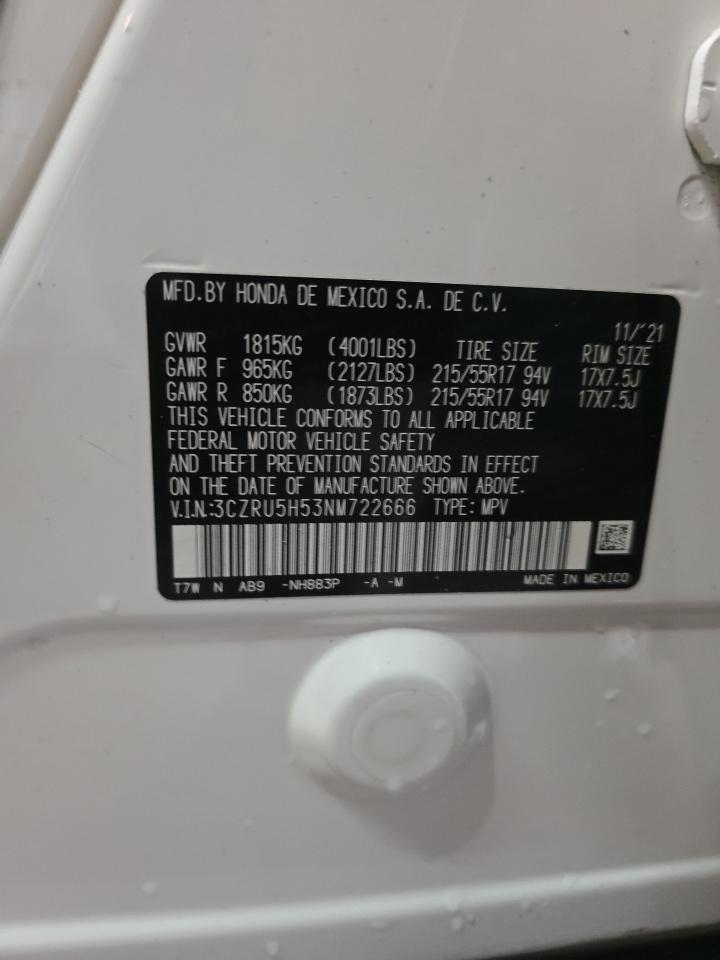 MFD.BY HONDA DE MEXICO S.A. DE C.V.
11/'21
GVWR 1815KG (4001LBS) TIRE SIZE RIM SIZE
GAWR F 965KG (2127LBS) 215/55R17 94V 17X7.5J
GAWR R 850KG (1873LBS) 215/55R17 94V 17X7.5J
THIS VEHICLE CONFORMS TO ALL APPLICABLE
FEDERAL MOTOR VEHICLE SAFETY
AND THEFT PREVENTION STANDARDS IN EFFECT
ON THE DATE OF MANUFACTURE SHOWN ABOVE.
V.I.N.:3CZRU5H53NM722666 TYPE: MPV
T7W N AB9 -NH883P -A -M MADE IN MEXICO